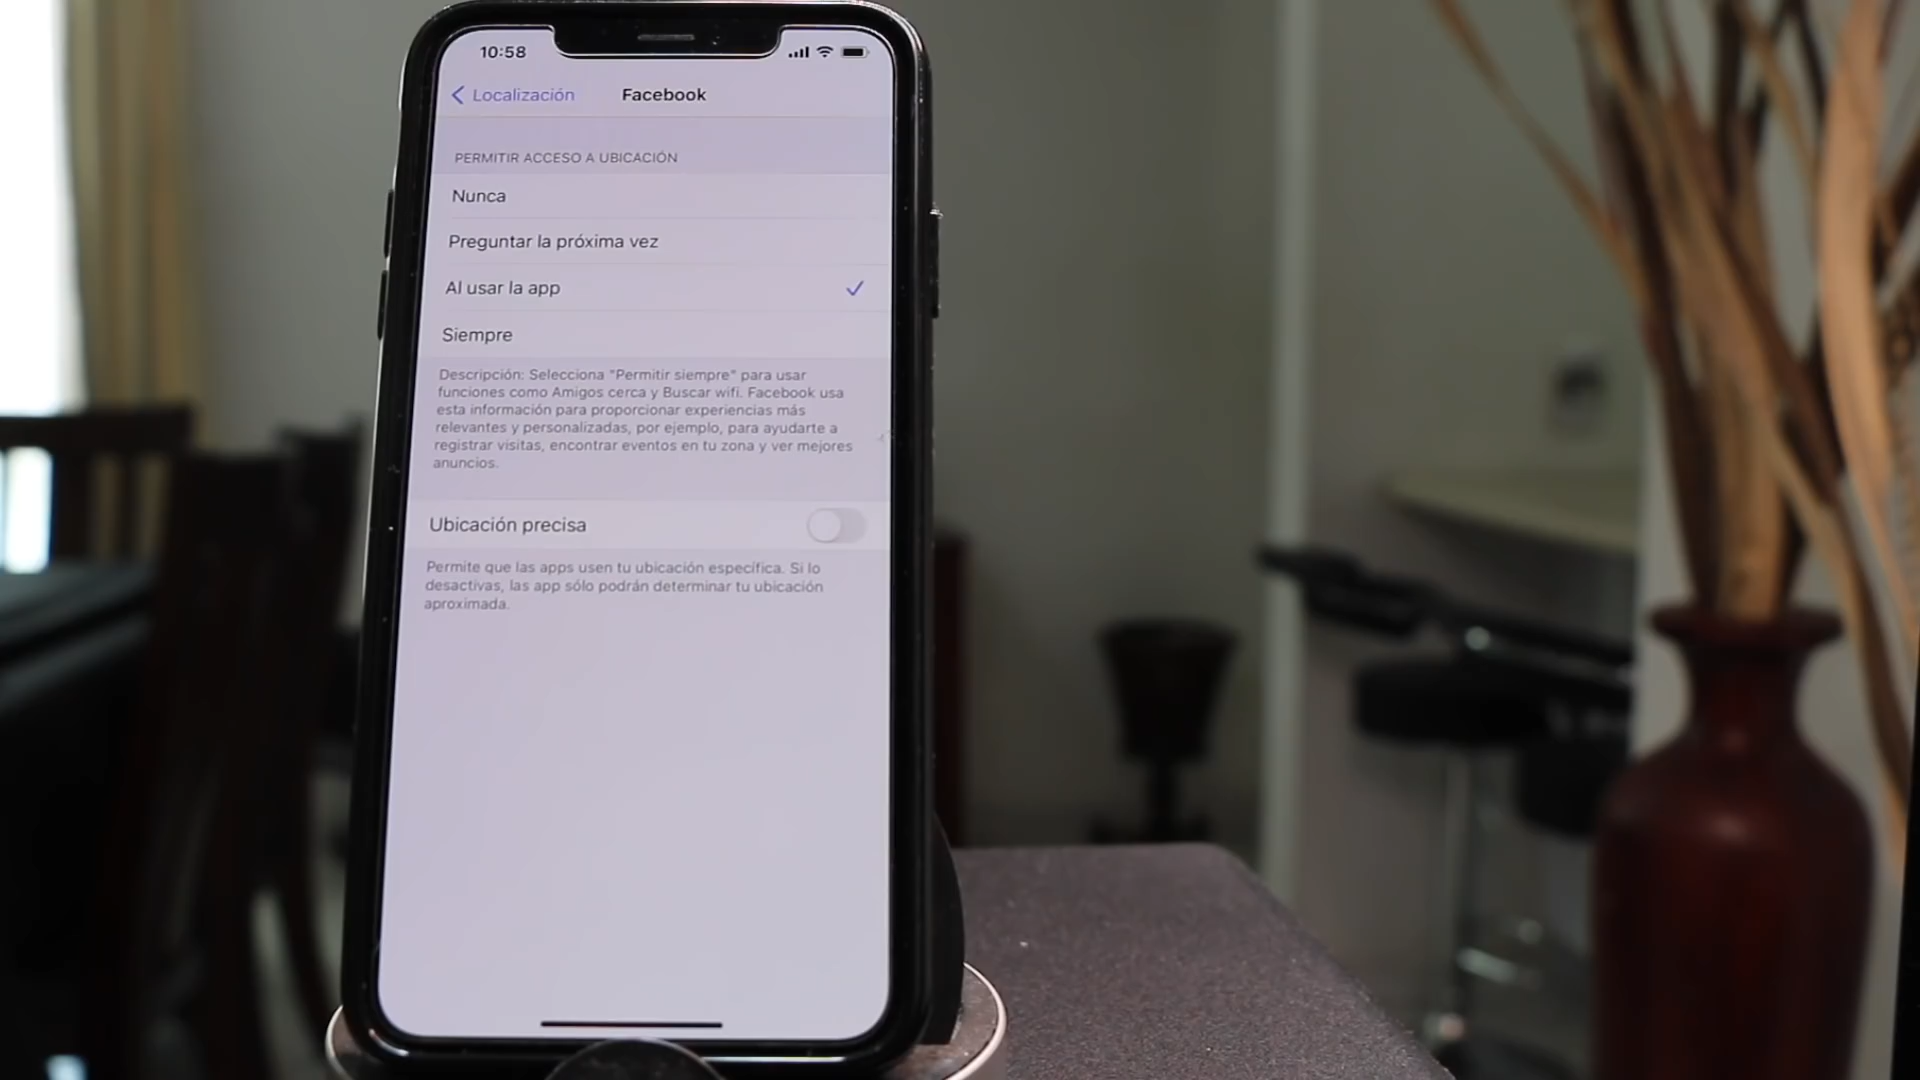 10:58
Localización
Facebook
PERMITIR ACCESO A UBICACIÓN
Nunca
Preguntar la próxima vez
Al usar la app
Siempre
Descripción: Selecciona "Permitir siempre" para usar
funciones como Amigos cerca y Buscar wifi. Facebook usa
esta información para proporcionar experiencias más
relevantes y personalizadas, por ejemplo, para ayudarte a
registrar visitas, encontrar eventos en tu zona y ver mejores
anuncios.
Ubicación precisa
Permite que las apps usen tu ubicación específica. Si lo
desactivas, las app sólo podrán determinar tu ubicación
aproximada.